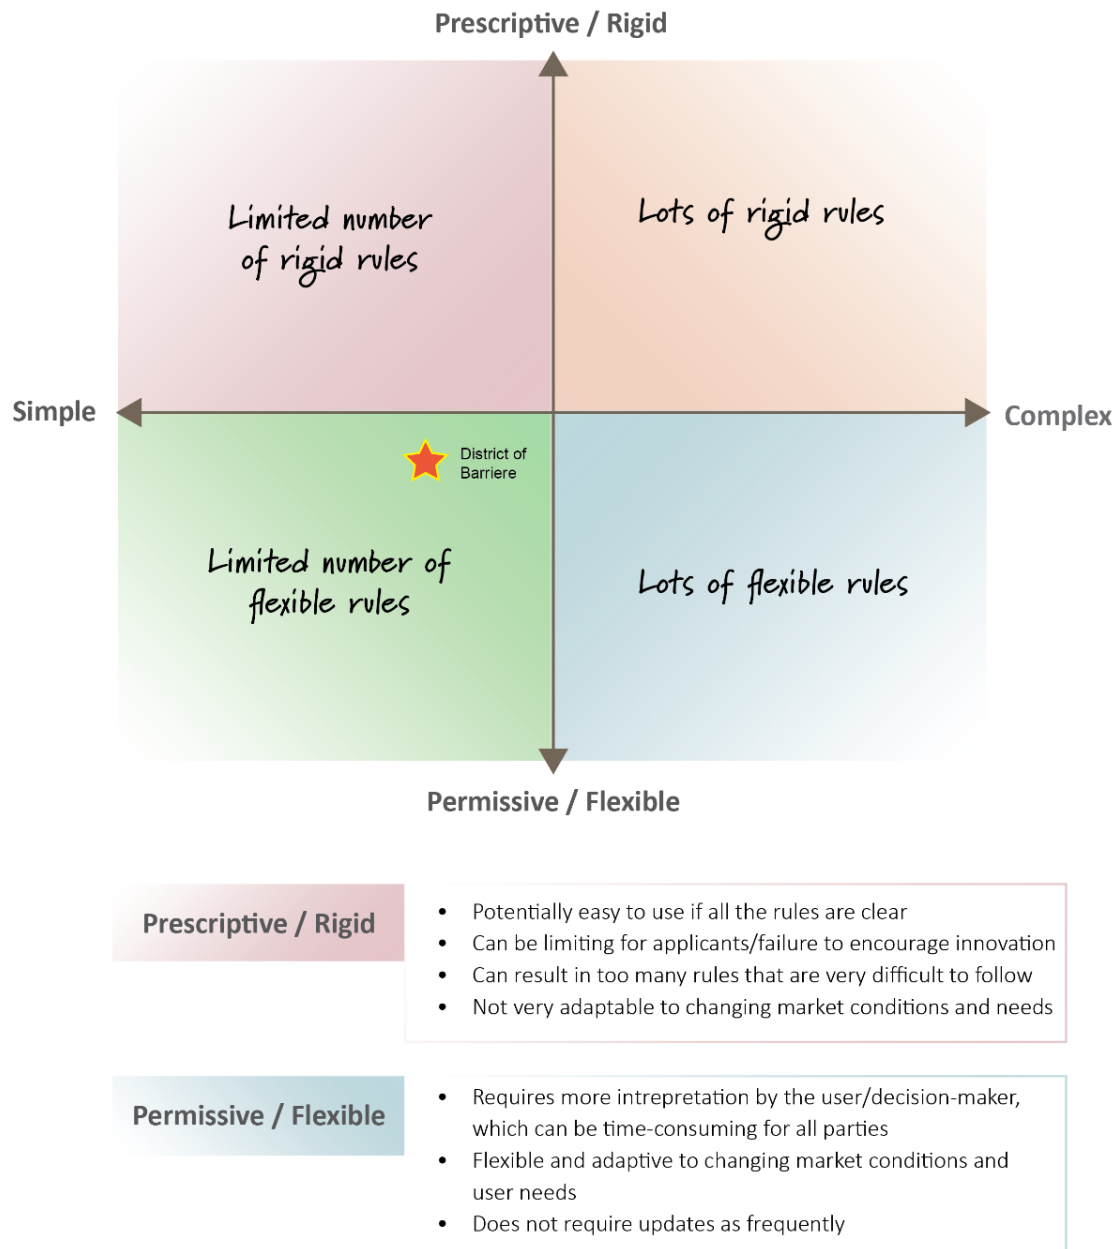 Prescriptive / Rigid
Limited number
of rigid rules
Lots of rigid rules
Simple
Complex
District of
Barriere
Limited number of
flexible rules
Lots of flexible rules
Permissive / Flexible
Prescriptive / Rigid
• Potentially easy to use if all the rules are clear
• Can be limiting for applicants/failure to encourage innovation
• Can result in too many rules that are very difficult to follow
• Not very adaptable to changing market conditions and needs
Permissive / Flexible
• Requires more intrepretation by the user/decision-maker,
which can be time-consuming for all parties
• Flexible and adaptive to changing market conditions and
user needs
• Does not require updates as frequently